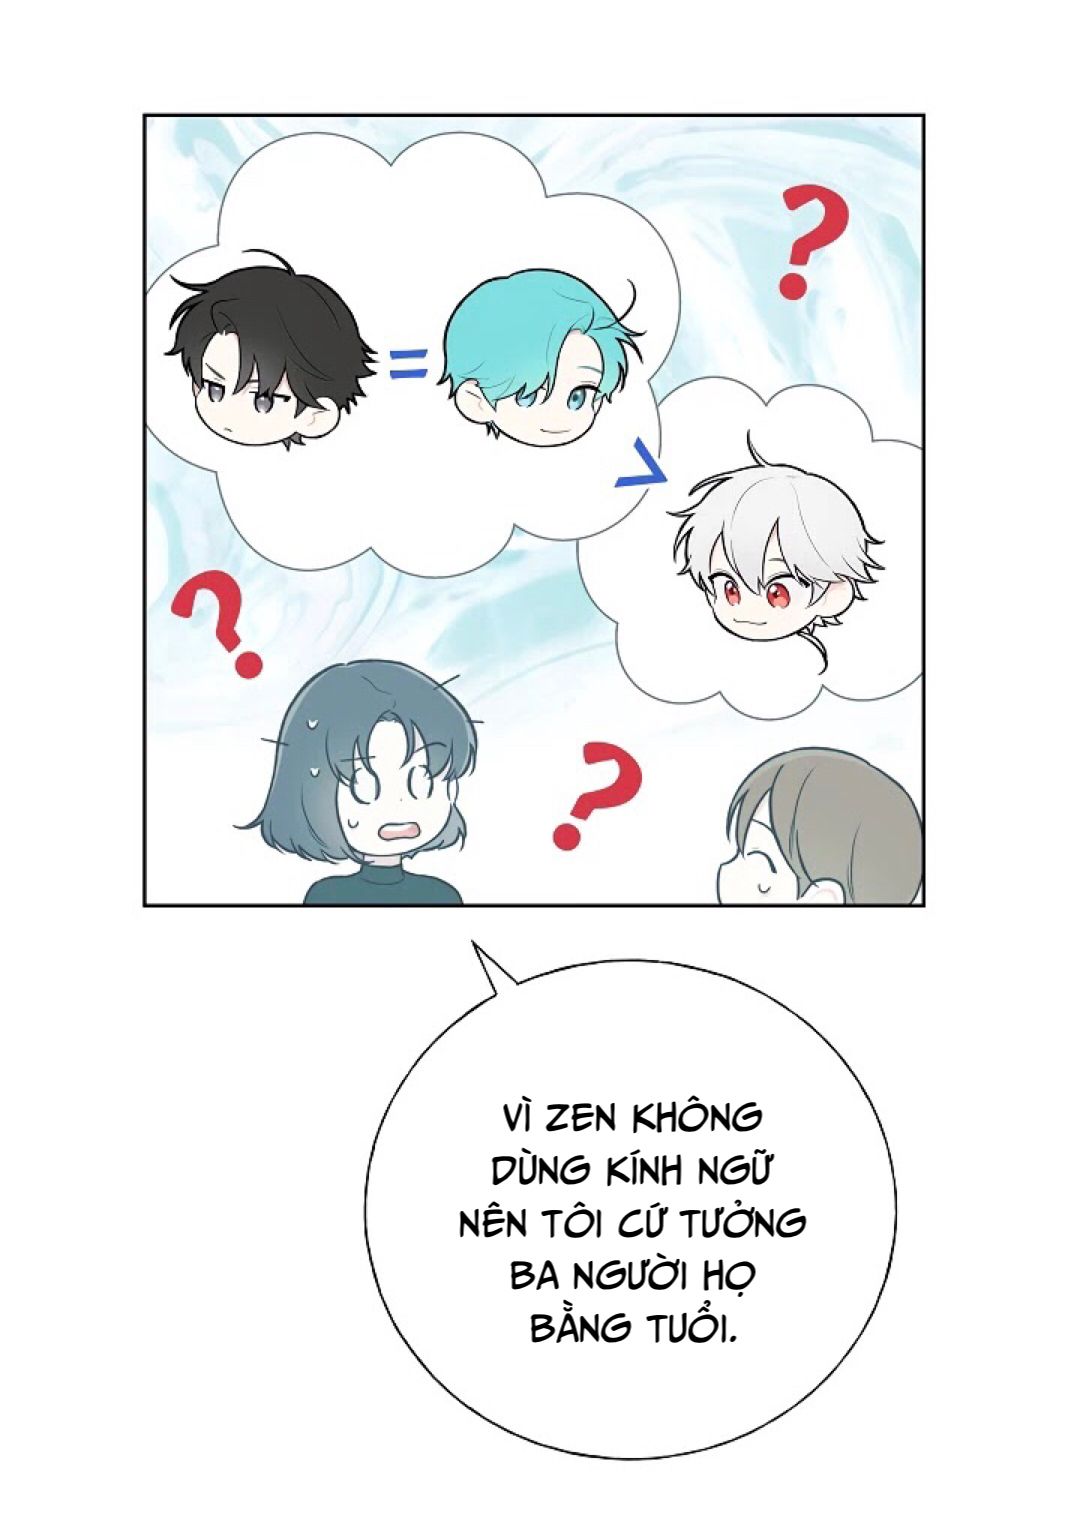 ?
=
>
?
?
VÌ ZEN KHÔNG
DÙNG KÍNH NGỮ
NÊN TÔI CỨ TƯỞNG
BA NGƯỜI HỌ
BẰNG TUỔI.